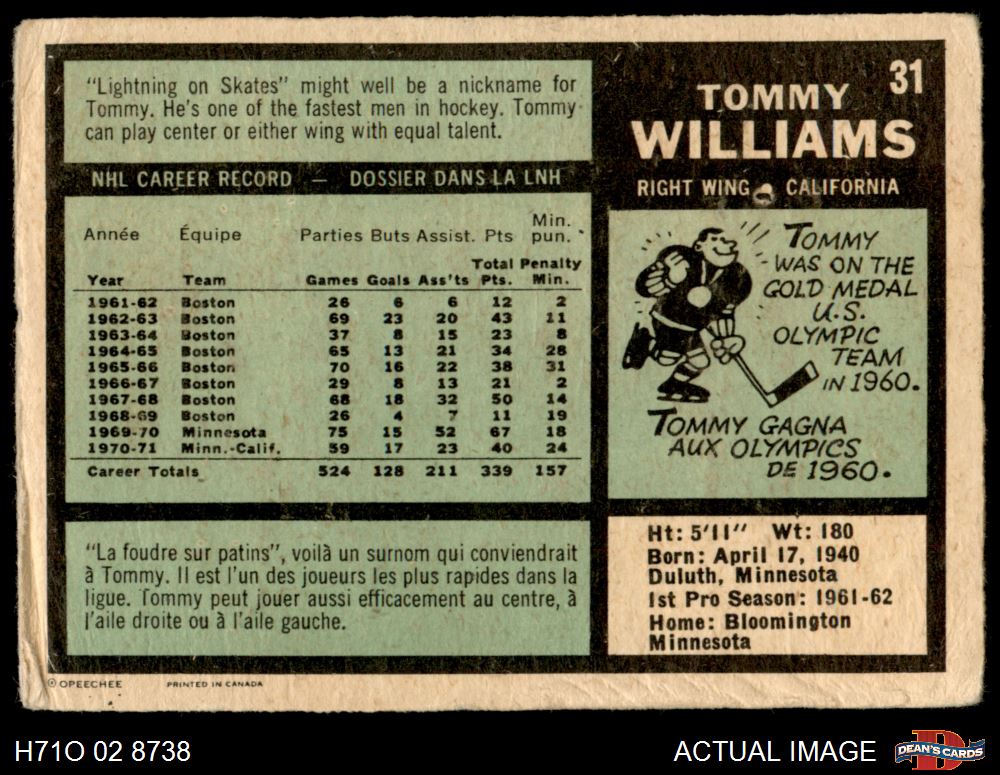 "Lightning on Skates" might well be a nickname for
Tommy. He's one of the fastest men in hockey. Tommy
can play center or either wing with equal talent.
31
TOMMY
WILLIAMS
RIGHT WING CALIFORNIA
NHL CAREER RECORD — DOSSIER DANS LA LNH
Année Équipe Parties Buts Assist. Pts Min. pun.
Year Team Games Goals Ass'ts Total Pts. Penalty Min.
1961-62 Boston 26 6 6 12 2
1962-63 Boston 69 23 20 43 11
1963-64 Boston 37 8 15 23 8
1964-65 Boston 65 13 21 34 28
1965-66 Boston 70 16 22 38 31
1966-67 Boston 29 8 13 21 2
1967-68 Boston 68 18 32 50 14
1968-69 Boston 26 4 7 11 19
1969-70 Minnesota 75 15 52 67 18
1970-71 Minn.-Calif. 59 17 23 40 24
Career Totals 524 128 211 339 157
TOMMY
WAS ON THE
GOLD MEDAL
U.S.
OLYMPIC
TEAM
IN 1960.
TOMMY GAGNA
AUX OLYMPICS
DE 1960.
"La foudre sur patins", voilà un surnom qui conviendrait
à Tommy. Il est l'un des joueurs les plus rapides dans la
ligue. Tommy peut jouer aussi efficacement au centre, à
l'aile droite ou à l'aile gauche.
Ht: 5'11" Wt: 180
Born: April 17, 1940
Duluth, Minnesota
1st Pro Season: 1961-62
Home: Bloomington
Minnesota
© OPEECHEE PRINTED IN CANADA
H71O 02 8738
ACTUAL IMAGE
DEAN'S CARDS